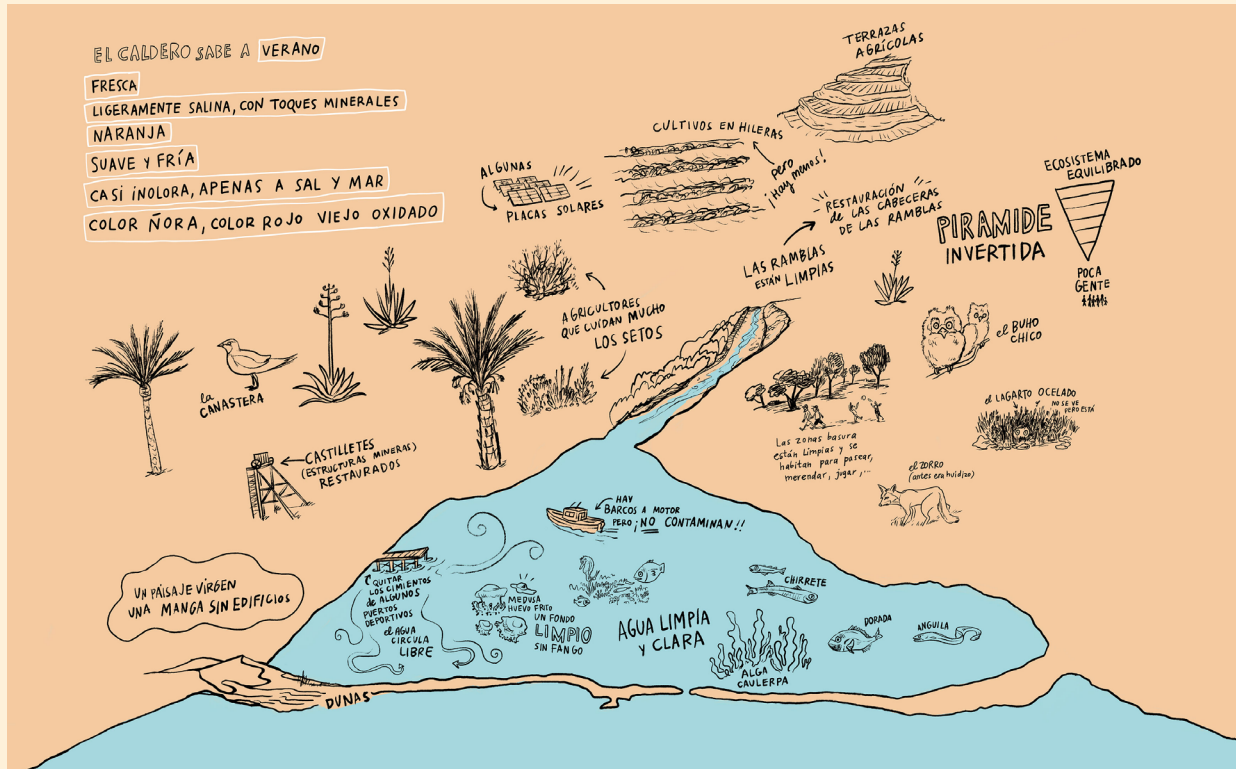 EL CALDERO SABE A VERANO
FRESCA
LIGERAMENTE SALINA, CON TOQUES MINERALES
NARANJA
SUAVE Y FRÍA
CASI INOLORA, APENAS A SAL Y MAR
COLOR ÑORA, COLOR ROJO VIEJO OXIDADO
TERRAZAS
AGRÍCOLAS
CULTIVOS EN HILERAS
pero
¡Hay menos!
ALGUNAS
PLACAS SOLARES
RESTAURACIÓN
de LAS CABECERAS
DE LAS RAMBLAS
LAS RAMBLAS
ESTÁN LIMPIAS
ECOSISTEMA
EQUILIBRADO
PIRAMIDE
INVERTIDA
POCA
GENTE
AGRICULTORES
QUE CUIDAN MUCHO
LOS SETOS
la
CANASTERA
el BUHO
CHICO
el LAGARTO OCELADO
Y NO SE VE
PERO ESTÁ
CASTILLETES
(ESTRUCTURAS MINERAS)
RESTAURADOS
Las zonas basura
están limpias y se
habitan para pasear,
merendar, jugar,...
el ZORRO
(antes era huidizo)
HAY
BARCOS A MOTOR
PERO ¡NO CONTAMINAN!!
UN PAISAJE VIRGEN
UNA MANGA SIN EDIFICIOS
QUITAR
LOS CIMIENTOS
de ALGUNOS
PUERTOS
DEPORTIVOS
el AGUA
CIRCULA
LIBRE
MEDUSA
HUEVO FRITO
UN FONDO
LIMPIO
SIN FANGO
AGUA LIMPIA
y CLARA
CHIRRETE
DORADA
ANGUILA
ALGA
CAULERPA
DUNAS